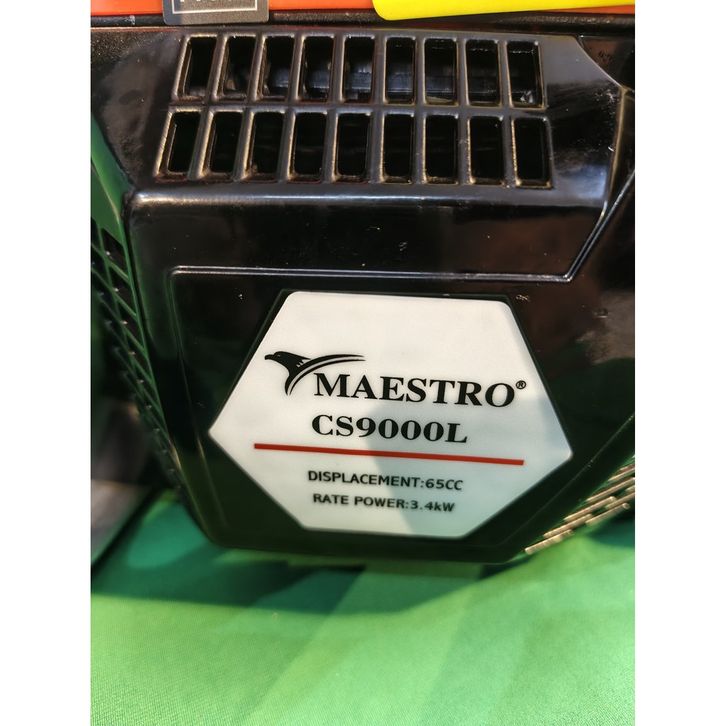 MAESTRO®
CS9000L
DISPLACEMENT:65CC
RATE POWER:3.4kW